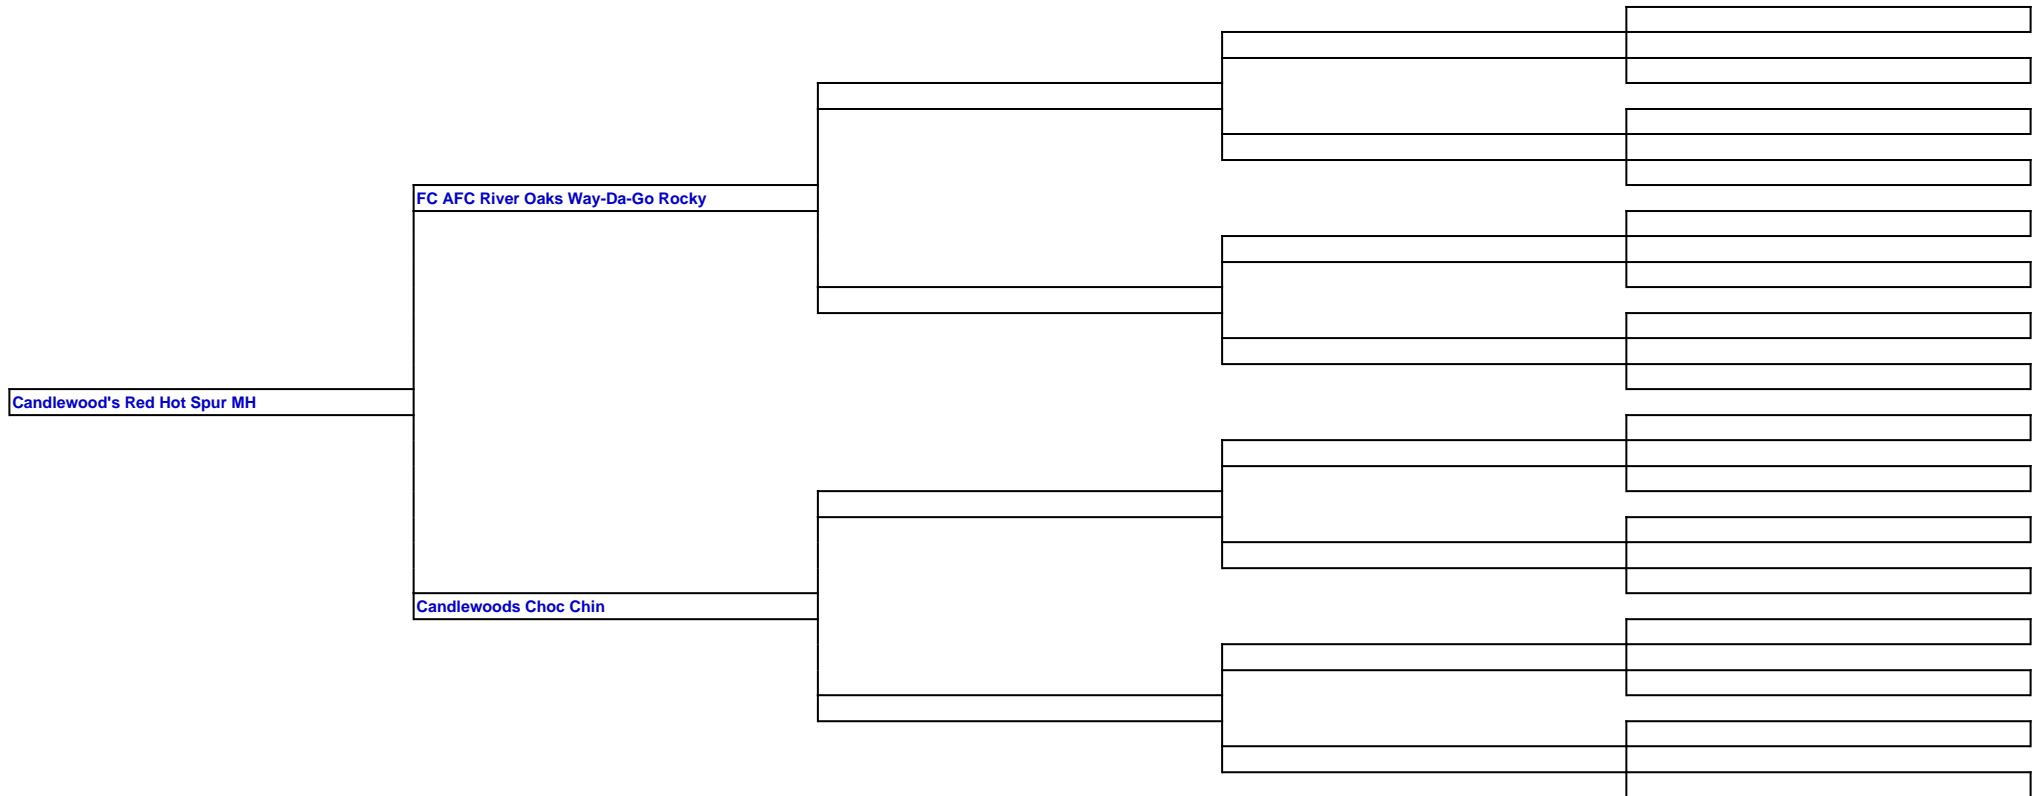 FC AFC River Oaks Way-Da-Go Rocky
Candlewood's Red Hot Spur MH
Candlewoods Choc Chin